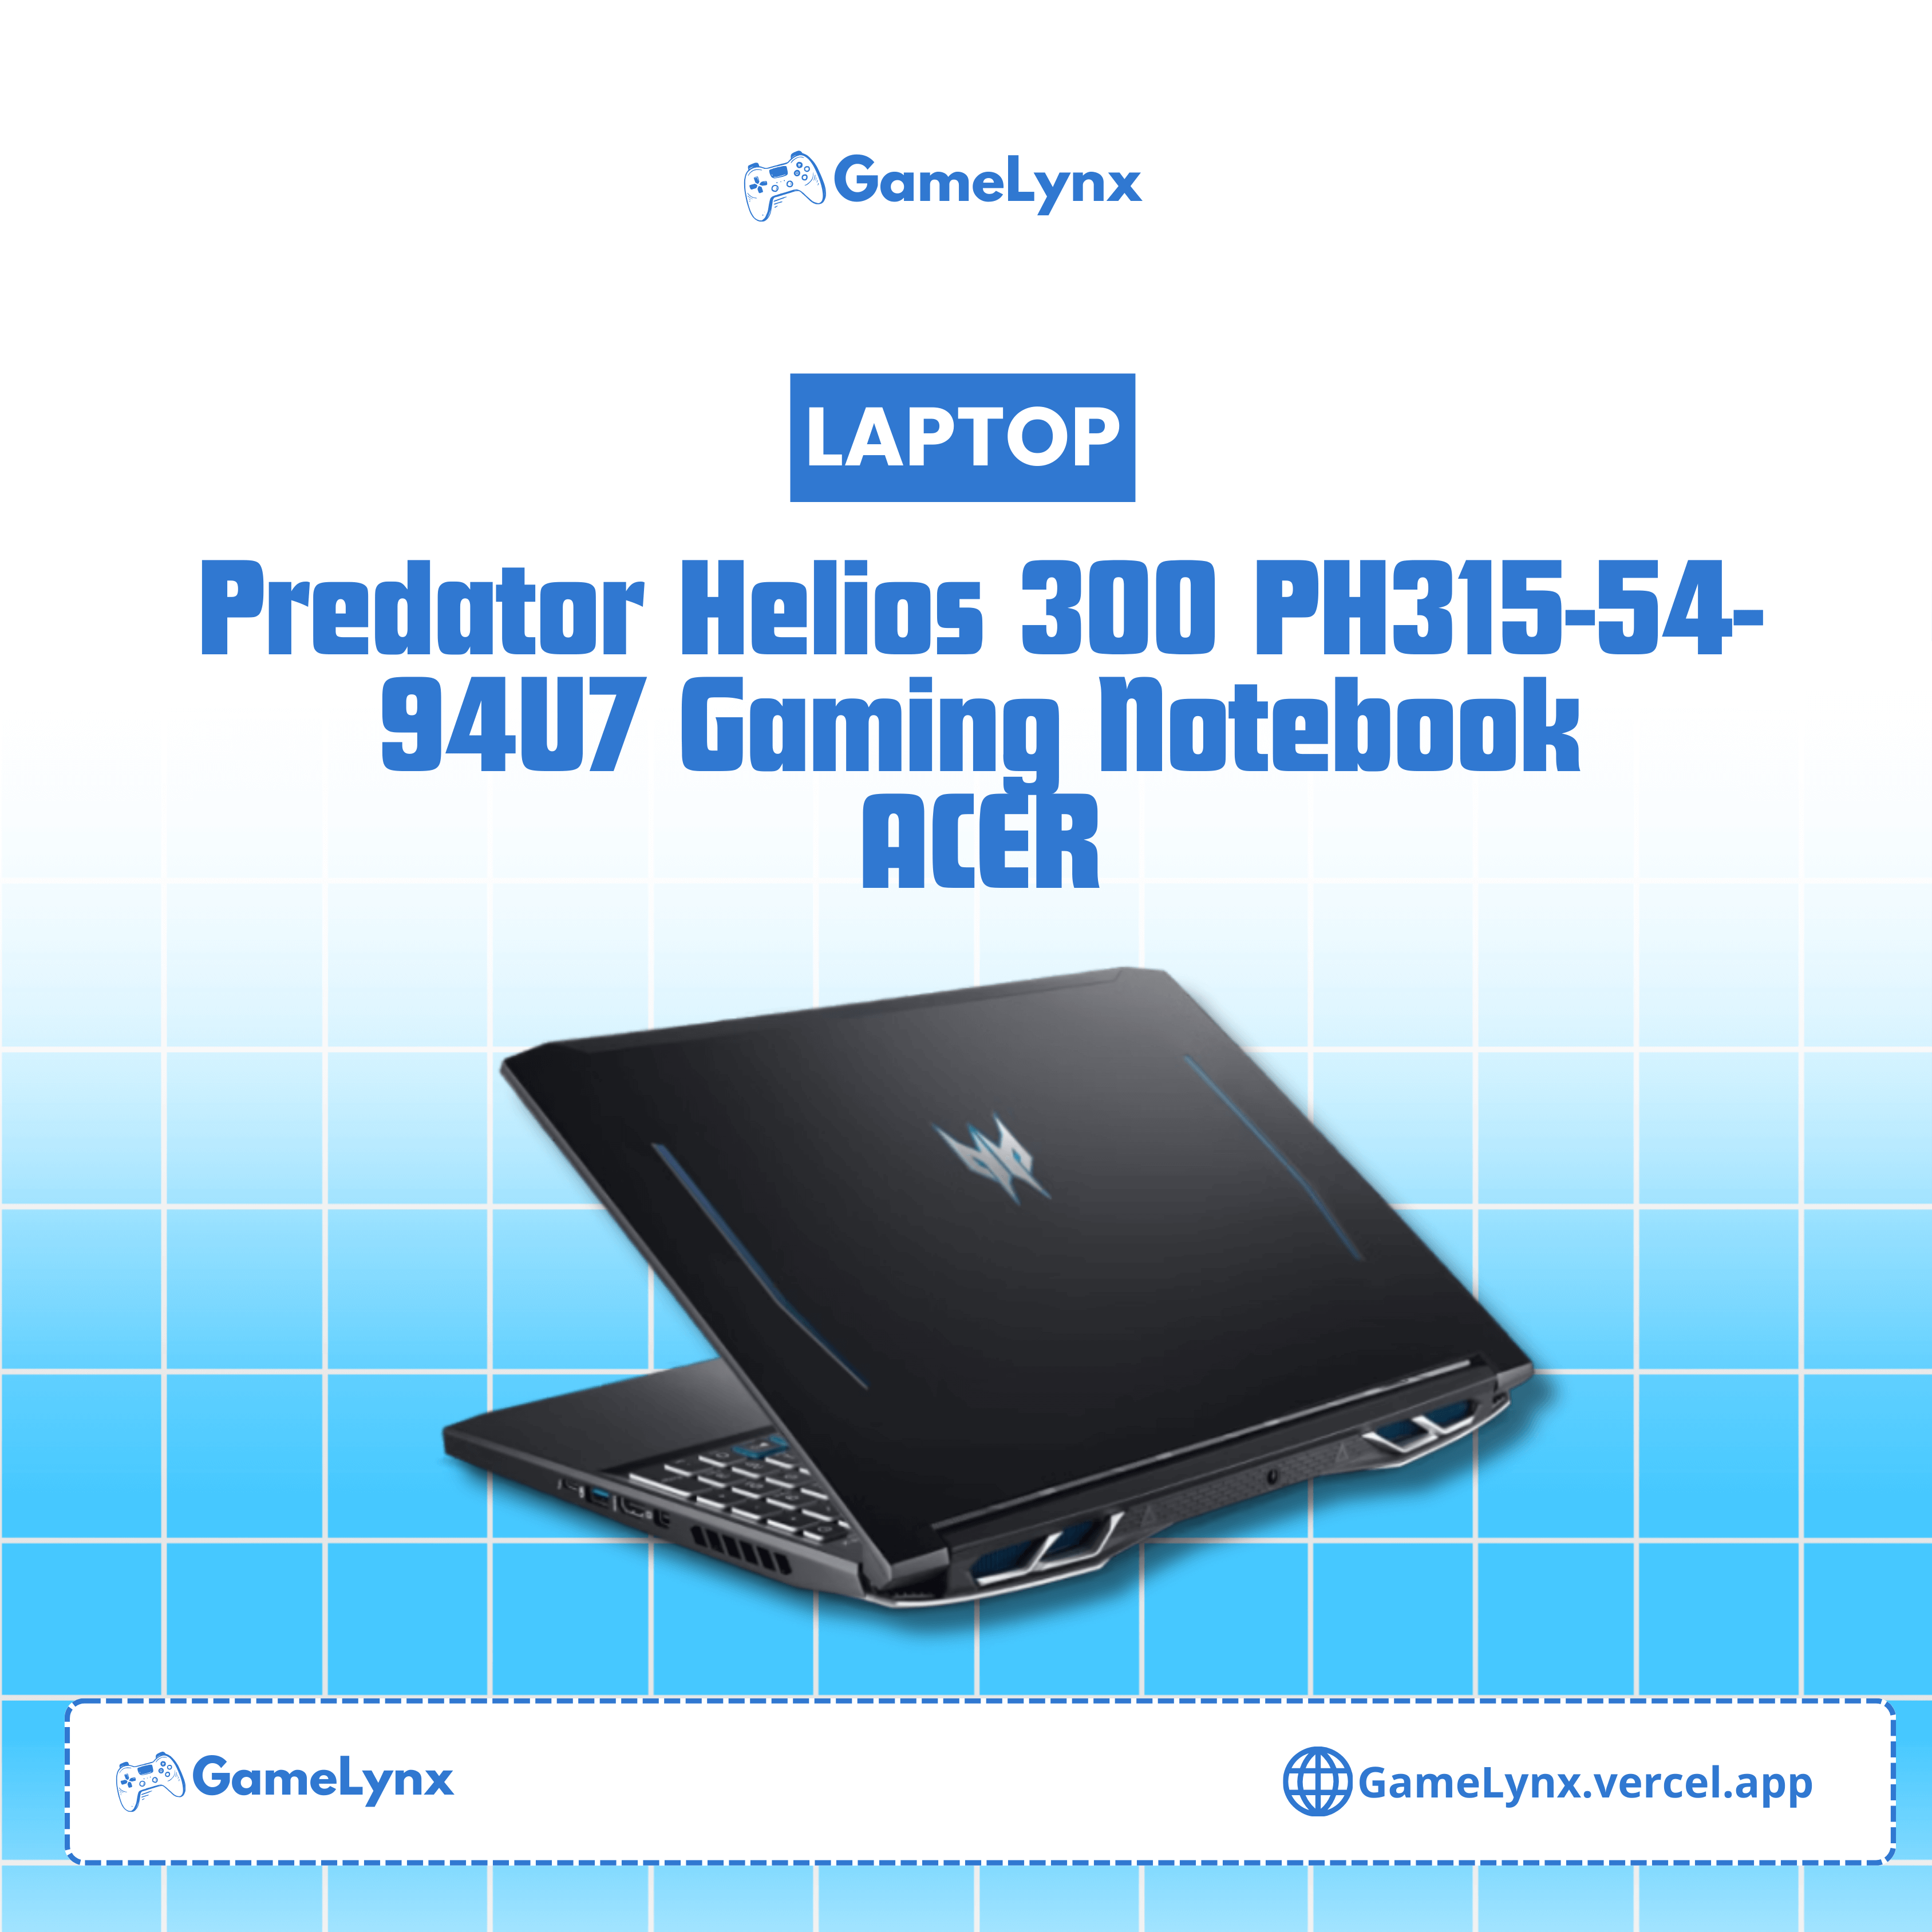 GameLynx
LAPTOP
Predator Helios 300 PH315-54-
94U7 Gaming Notebook
ACER
GameLynx
GameLynx.vercel.app